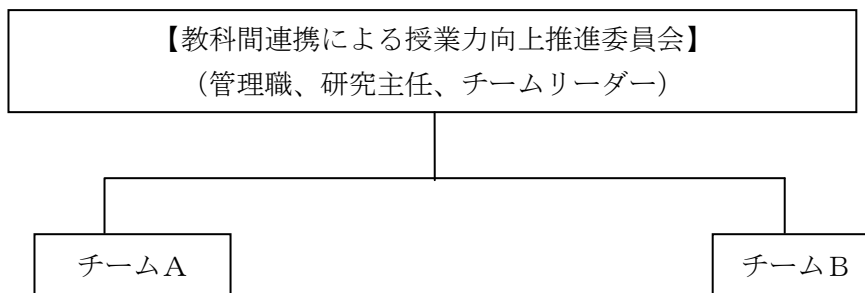 【教科間連携による授業力向上推進委員会】
（管理職、研究主任、チームリーダー）
チームＡ
チームＢ